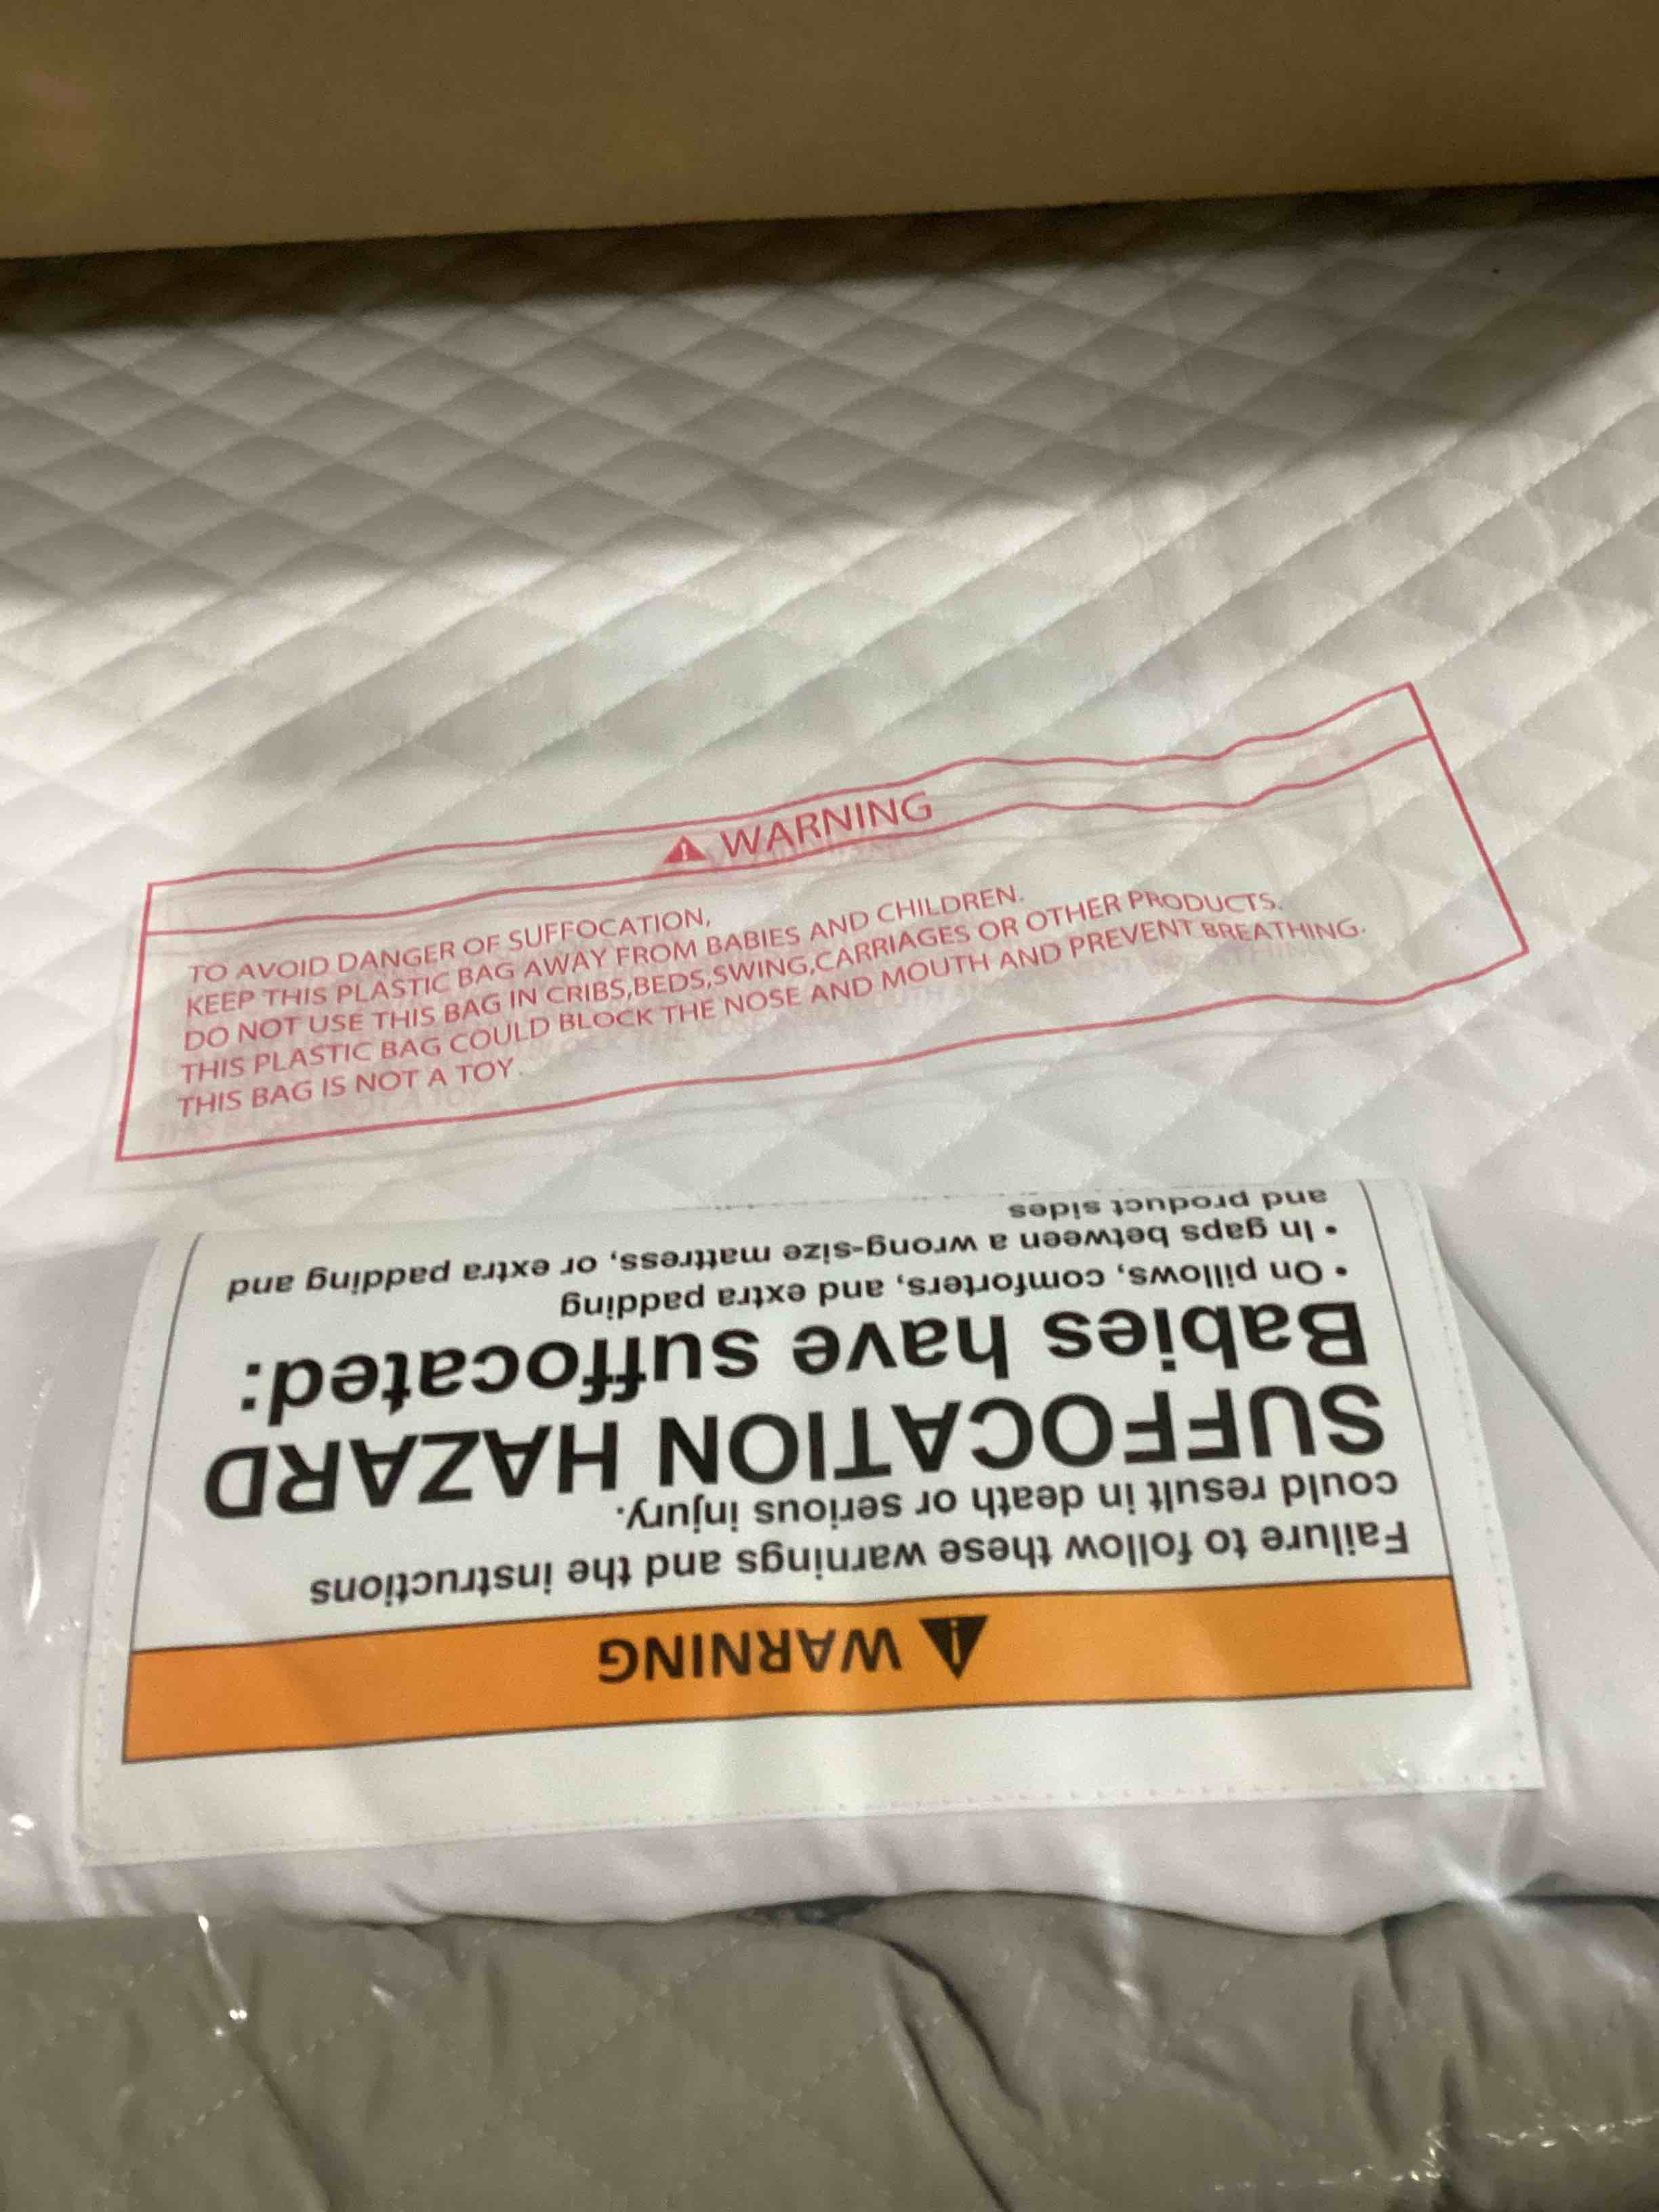 WARNING
TO AVOID DANGER OF SUFFOCATION,
KEEP THIS PLASTIC BAG AWAY FROM BABIES AND CHILDREN.
DO NOT USE THIS BAG IN CRIBS,BEDS,SWING,CARRIAGES OR OTHER PRODUCTS.
THIS PLASTIC BAG COULD BLOCK THE NOSE AND MOUTH AND PREVENT BREATHING.
THIS BAG IS NOT A TOY.
WARNING
Failure to follow these warnings and the instructions
could result in death or serious injury.
SUFFOCATION HAZARD
Babies have suffocated:
• On pillows, comforters, and extra padding
• In gaps between a wrong-size mattress, or extra padding and
and product sides